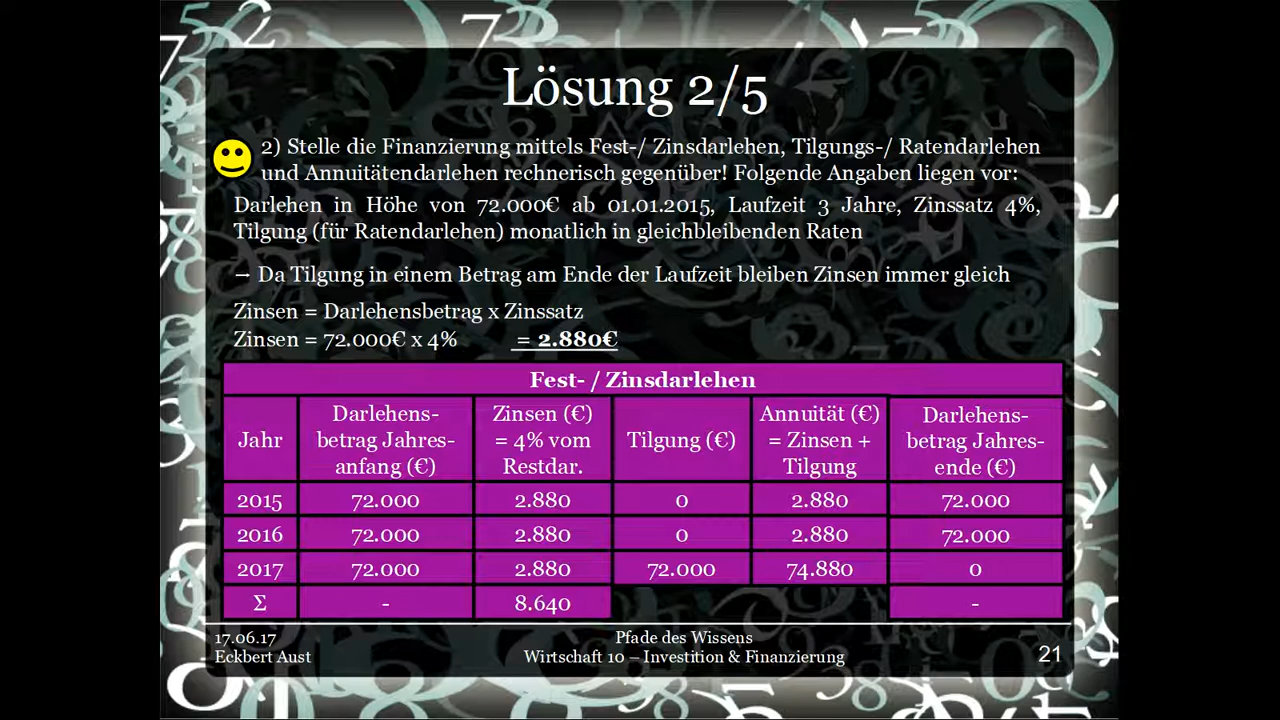 Lösung 2/5
2) Stelle die Finanzierung mittels Fest-/ Zinsdarlehen, Tilgungs-/ Ratendarlehen
und Annuitätendarlehen rechnerisch gegenüber! Folgende Angaben liegen vor:
Darlehen in Höhe von 72.000€ ab 01.01.2015, Laufzeit 3 Jahre, Zinssatz 4%,
Tilgung (für Ratendarlehen) monatlich in gleichbleibenden Raten
→ Da Tilgung in einem Betrag am Ende der Laufzeit bleiben Zinsen immer gleich
Zinsen = Darlehensbetrag x Zinssatz
Zinsen = 72.000€ x 4% = 2.880€
Fest- / Zinsdarlehen
Jahr | Darlehens-betrag Jahres-anfang (€) | Zinsen (€) = 4% vom Restdar. | Tilgung (€) | Annuität (€) = Zinsen + Tilgung | Darlehens-betrag Jahres-ende (€)
2015 | 72.000 | 2.880 | 0 | 2.880 | 72.000
2016 | 72.000 | 2.880 | 0 | 2.880 | 72.000
2017 | 72.000 | 2.880 | 72.000 | 74.880 | 0
Σ | - | 8.640 | | | -
17.06.17 Pfade des Wissens
Eckbert Aust Wirtschaft 10 – Investition & Finanzierung 21